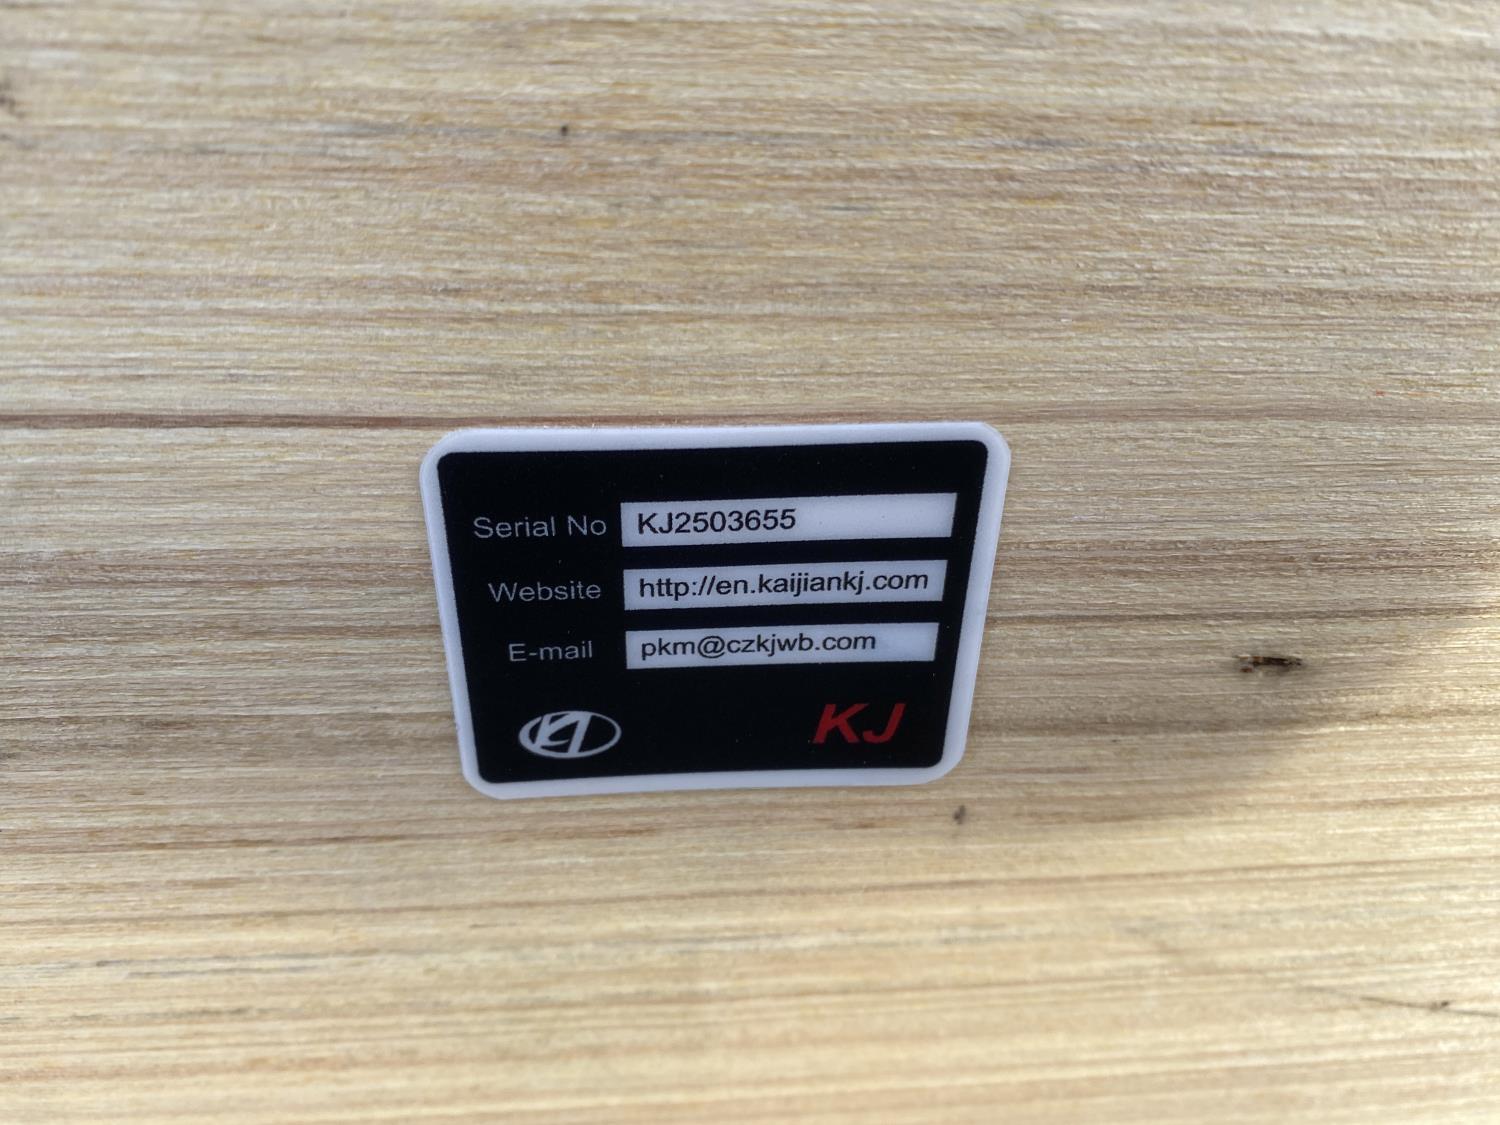 Serial No KJ2503655
Website http://en.kaijiankj.com
E-mail pkm@czkjwb.com
KJ